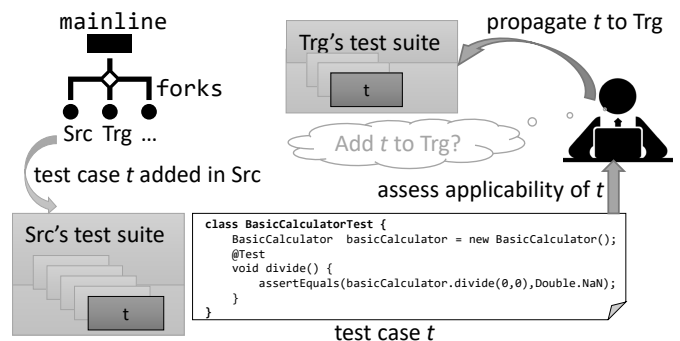 mainline
forks
Src Trg ...
test case t added in Src
Src's test suite
t
Trg's test suite
t
propagate t to Trg
Add t to Trg?
assess applicability of t
class BasicCalculatorTest {
BasicCalculator basicCalculator = new BasicCalculator();
@Test
void divide() {
assertEquals(basicCalculator.divide(0,0),Double.NaN);
}
}
test case t